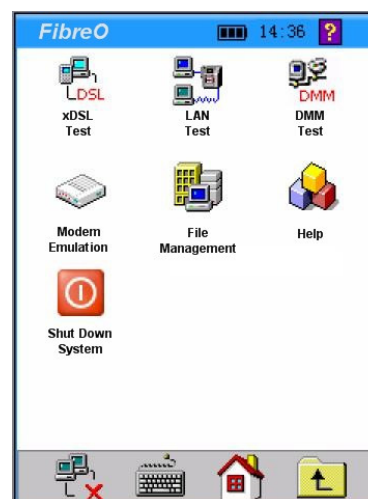 FibreO 14:36 ?
DSL DMM
xDSL LAN DMM
Test Test Test
Modem File Help
Emulation Management
Shut Down
System